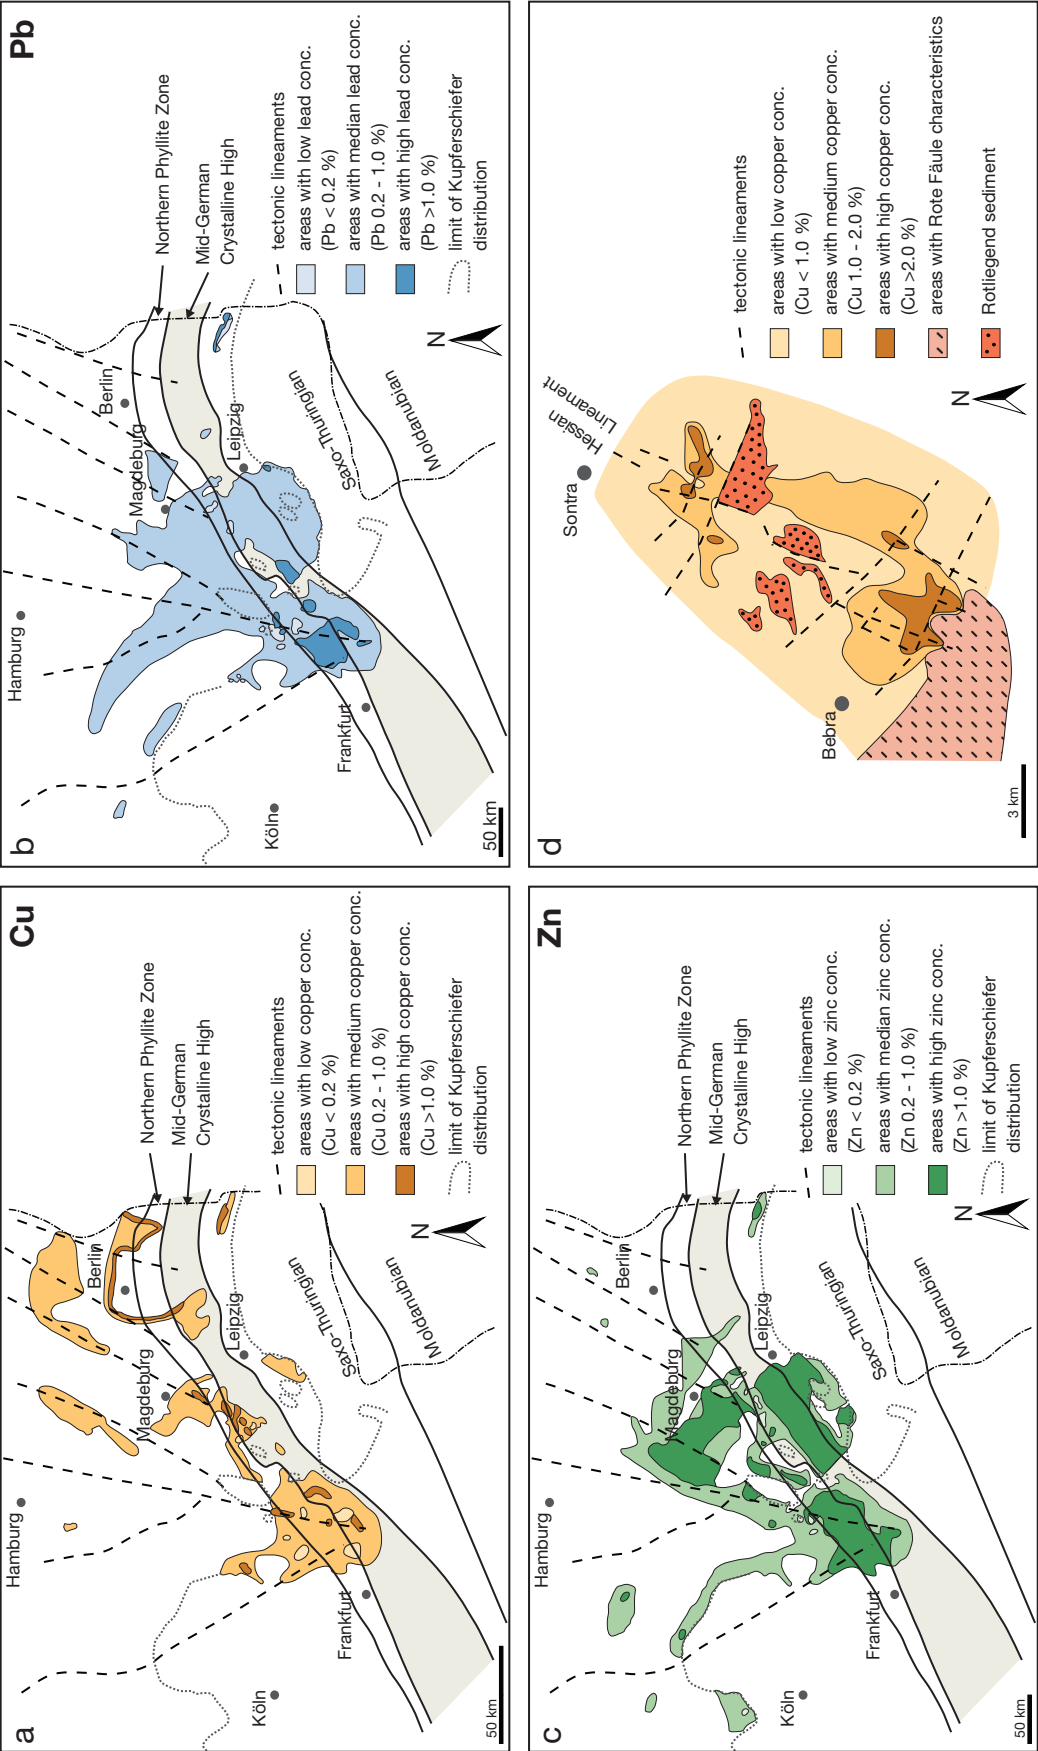 a
Cu
Hamburg
Berlin
Magdeburg
Leipzig
Köln
Frankfurt
Saxo-Thuringian
Moldanubian
Northern Phyllite Zone
Mid-German
Crystalline High
tectonic lineaments
areas with low copper conc.
(Cu < 0.2 %)
areas with medium copper conc.
(Cu 0.2 - 1.0 %)
areas with high copper conc.
(Cu >1.0 %)
limit of Kupferschiefer
distribution
N
50 km
b
Pb
Hamburg
Berlin
Magdeburg
Leipzig
Köln
Frankfurt
Saxo-Thuringian
Moldanubian
Northern Phyllite Zone
Mid-German
Crystalline High
tectonic lineaments
areas with low lead conc.
(Pb < 0.2 %)
areas with median lead conc.
(Pb 0.2 - 1.0 %)
areas with high lead conc.
(Pb >1.0 %)
limit of Kupferschiefer
distribution
N
50 km
c
Zn
Hamburg
Berlin
Magdeburg
Leipzig
Köln
Frankfurt
Saxo-Thuringian
Moldanubian
Northern Phyllite Zone
Mid-German
Crystalline High
tectonic lineaments
areas with low zinc conc.
(Zn < 0.2 %)
areas with median zinc conc.
(Zn 0.2 - 1.0 %)
areas with high zinc conc.
(Zn >1.0 %)
limit of Kupferschiefer
distribution
N
50 km
d
Sontra
Hessian
Lineament
Bebra
tectonic lineaments
areas with low copper conc.
(Cu < 1.0 %)
areas with medium copper conc.
(Cu 1.0 - 2.0 %)
areas with high copper conc.
(Cu >2.0 %)
areas with Rote Fäule characteristics
Rotliegend sediment
N
3 km